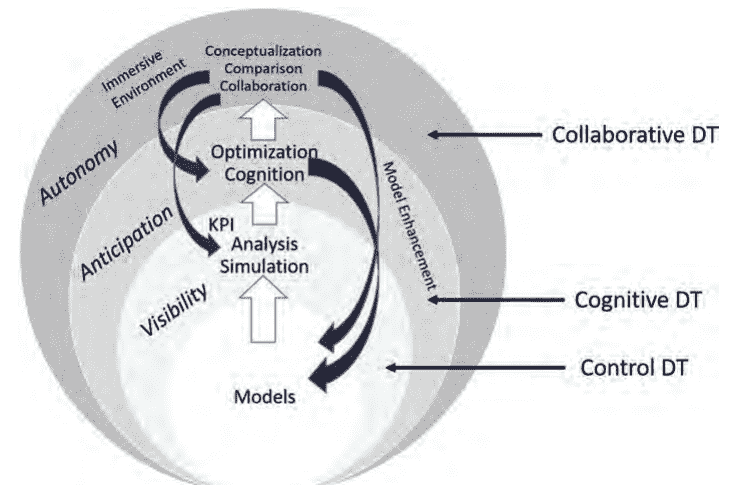 Conceptualization
Comparison
Collaboration
Immersive
Environment
Collaborative DT
Autonomy
Optimization
Cognition
Model Enhancement
Anticipation
KPI
Analysis
Simulation
Cognitive DT
Visibility
Control DT
Models